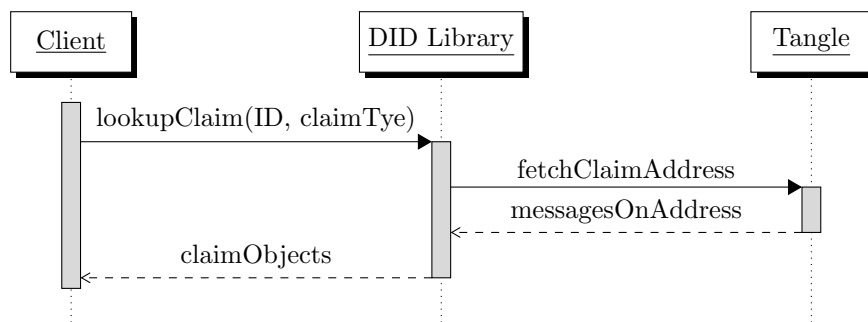 Client
DID Library
Tangle
lookupClaim(ID, claimTye)
fetchClaimAddress
messagesOnAddress
claimObjects